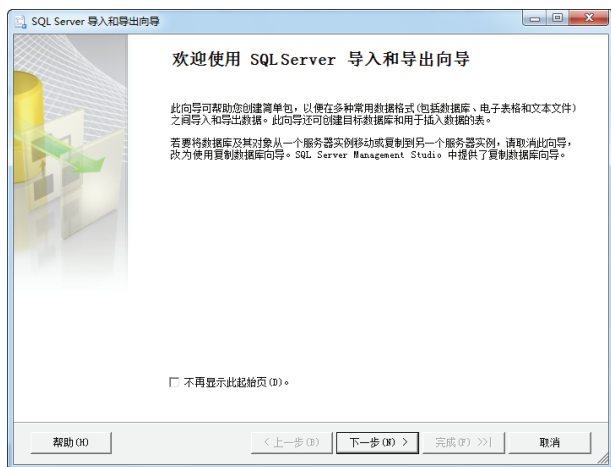 SQL Server 导入和导出向导
欢迎使用 SQL Server 导入和导出向导
此向导可帮助您创建简单包，以便在多种常用数据格式(包括数据库、电子表格和文本文件)
之间导入和导出数据。此向导还可创建目标数据库和用于插入数据的表。
若要将数据库及其对象从一个服务器实例移动或复制到另一个服务器实例，请取消此向导，
改为使用复制数据库向导。SQL Server Management Studio 中提供了复制数据库向导。
不再显示此起始页(D)。
帮助(H) < 上一步(B) 下一步(N) > 完成(F) >>| 取消